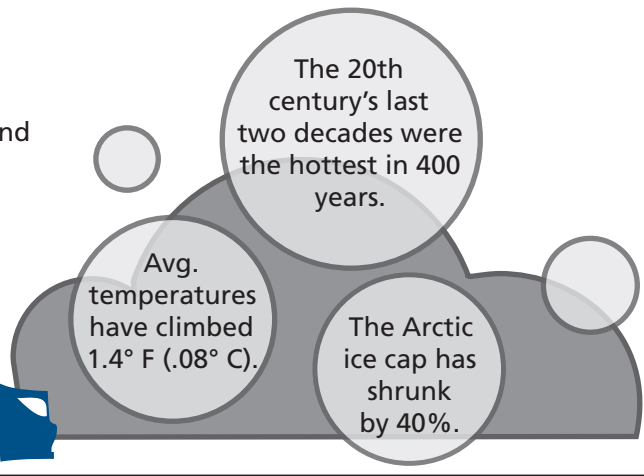 nd
The 20th
century's last
two decades were
the hottest in 400
years.
Avg.
temperatures
have climbed
1.4° F (.08° C).
The Arctic
ice cap has
shrunk
by 40%.